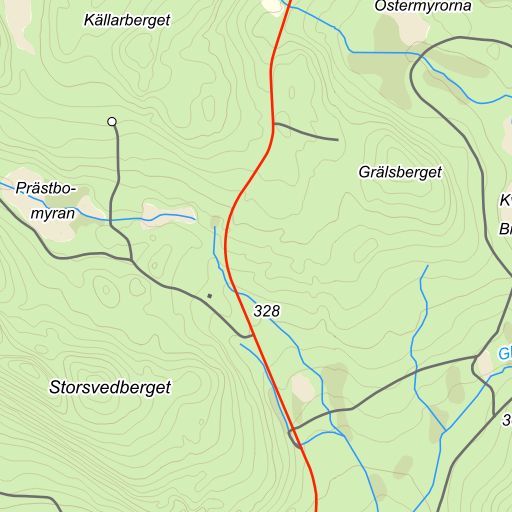 Östermyrorna
Källarberget
Grälsberget
Prästbo-
myran
328
Storsvedberget